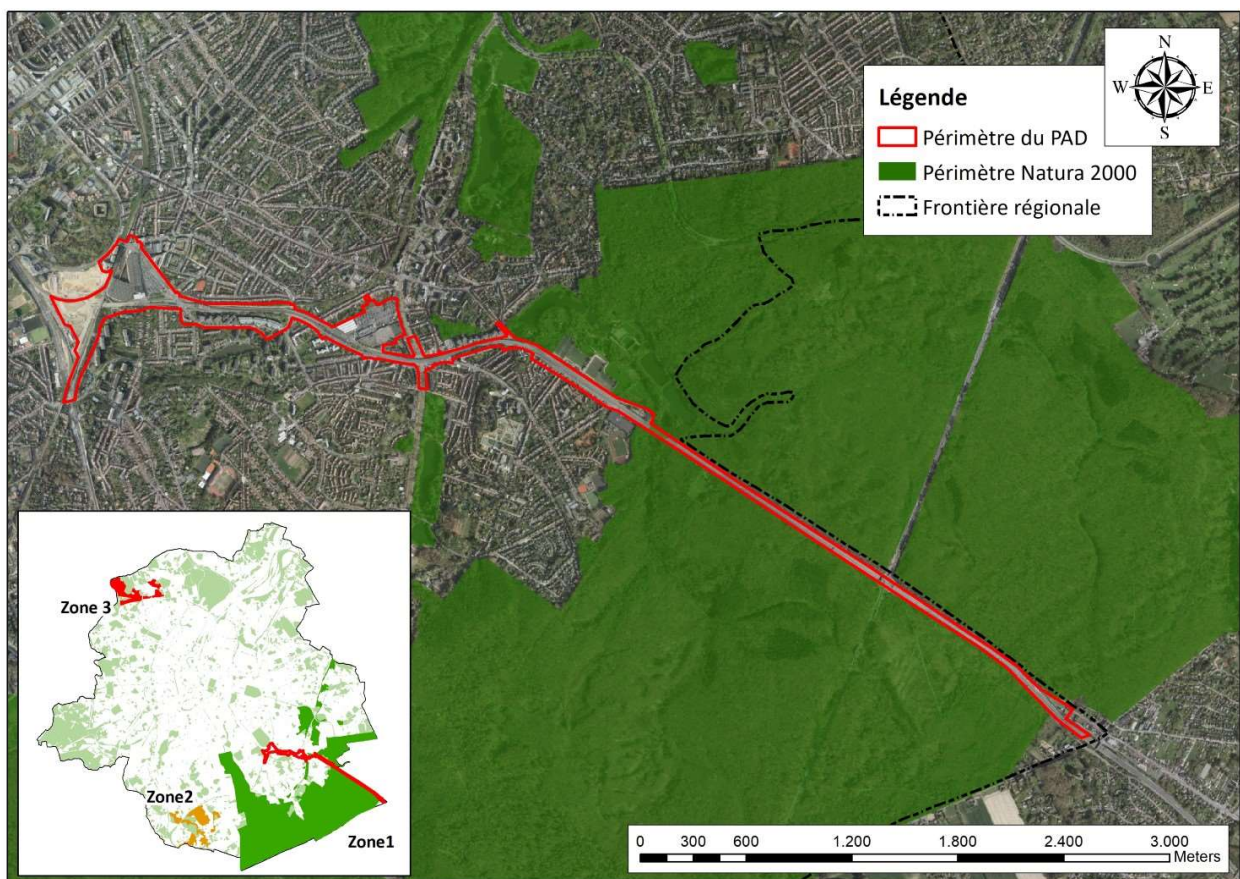 N
W E
S
Légende
Périmètre du PAD
Périmètre Natura 2000
Frontière régionale
Zone 3
Zone2
Zone1
0 300 600 1.200 1.800 2.400 3.000
Meters